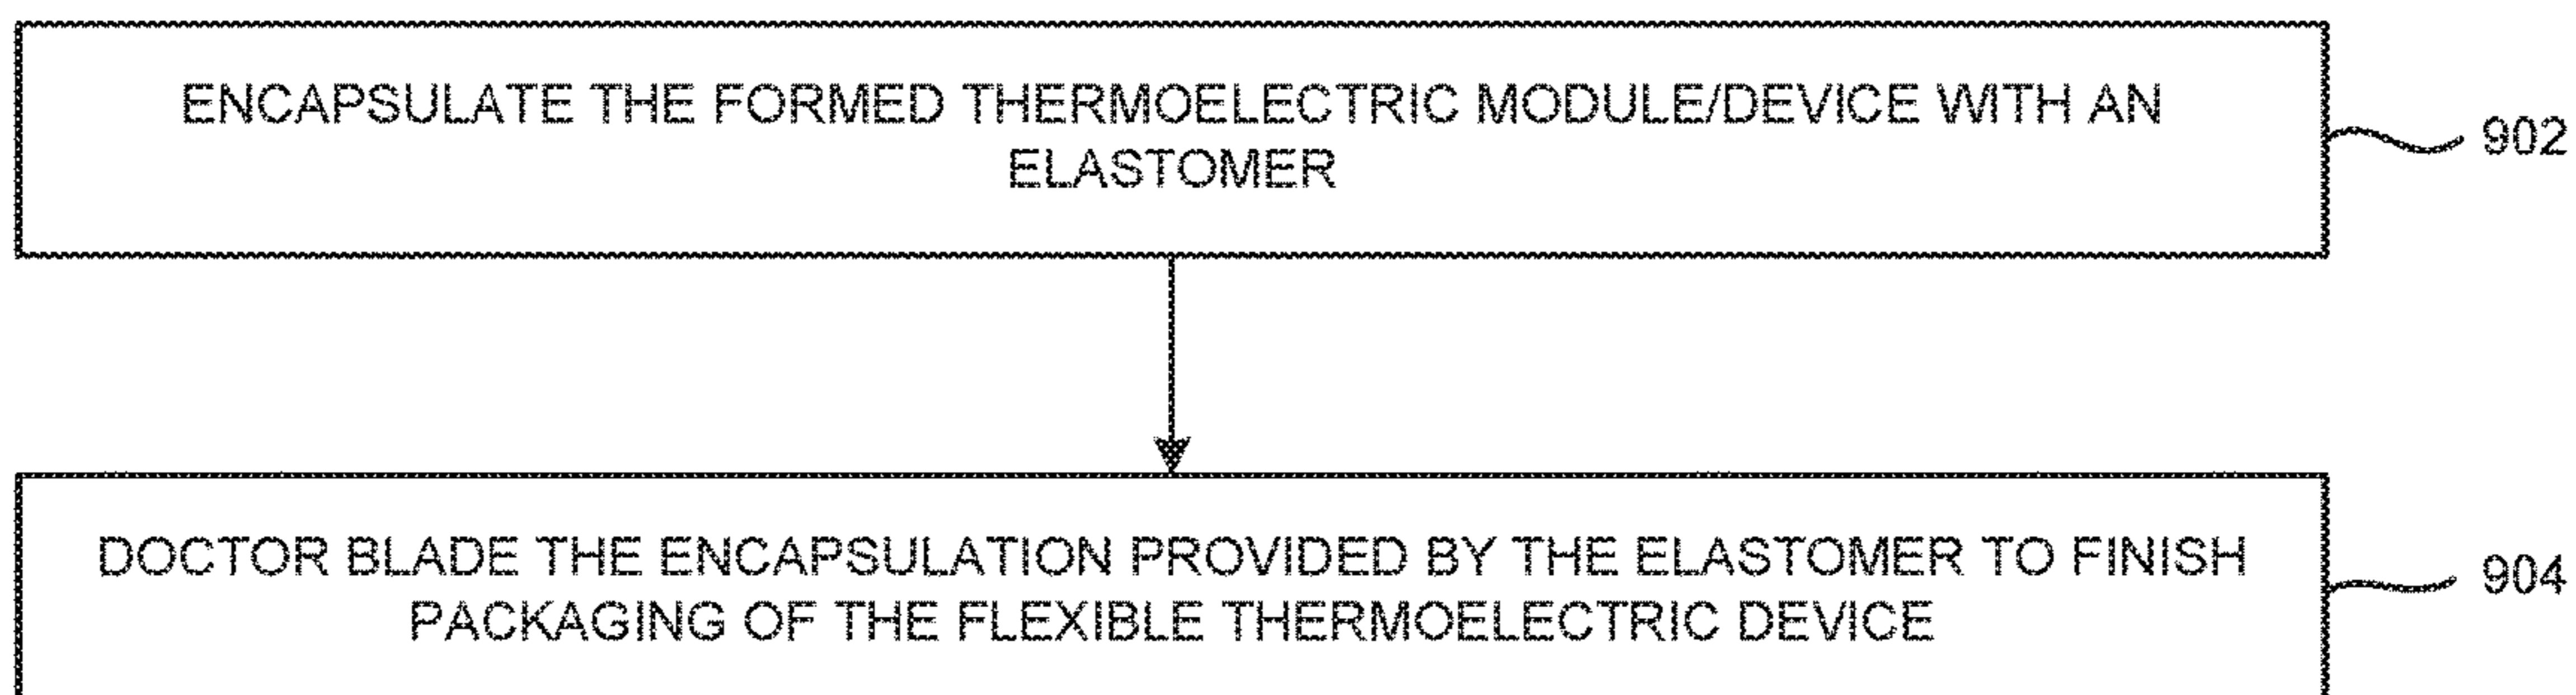 ENCAPSULATE THE FORMED THERMOELECTRIC MODULE/DEVICE WITH AN
ELASTOMER
902
DOCTOR BLADE THE ENCAPSULATION PROVIDED BY THE ELASTOMER TO FINISH
PACKAGING OF THE FLEXIBLE THERMOELECTRIC DEVICE
904